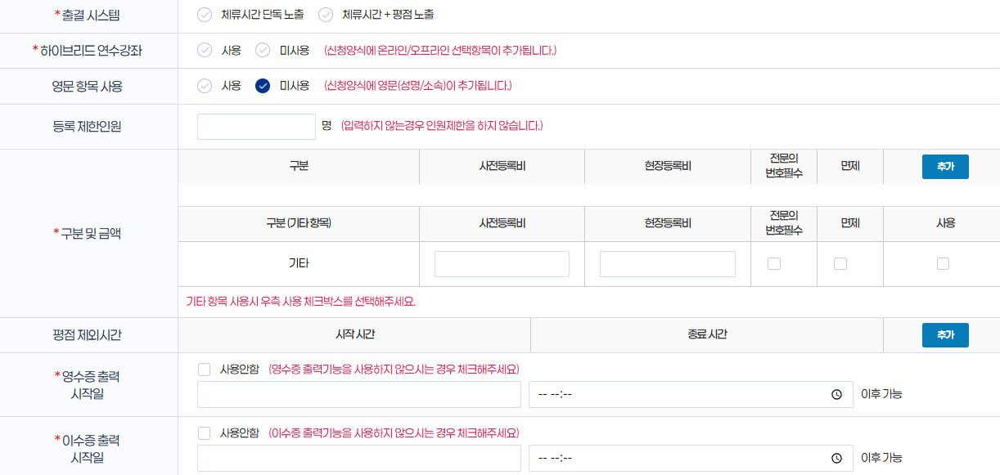 *출결 시스템 체류시간 단독 노출 체류시간 + 평점 노출
*하이브리드 연수강좌 사용 미사용 (신청양식에 온라인/오프라인 선택항목이 추가됩니다.)
영문 항목 사용 사용 미사용 (신청양식에 영문(성명/소속)이 추가됩니다.)
등록 제한인원 명 (입력하지 않는경우 인원제한을 하지 않습니다.)
*구분 및 금액
구분 사전등록비 현장등록비 전문의 번호필수 면제 추가
구분 (기타 항목) 사전등록비 현장등록비 전문의 번호필수 면제 사용
기타
기타 항목 사용시 우측 사용 체크박스를 선택해주세요.
평점 제외시간 시작 시간 종료 시간 추가
*영수증 출력
시작일
사용안함 (영수증 출력기능을 사용하지 않으시는 경우 체크해주세요)
-- --:-- 이후 가능
*이수증 출력
시작일
사용안함 (이수증 출력기능을 사용하지 않으시는 경우 체크해주세요)
-- --:-- 이후 가능